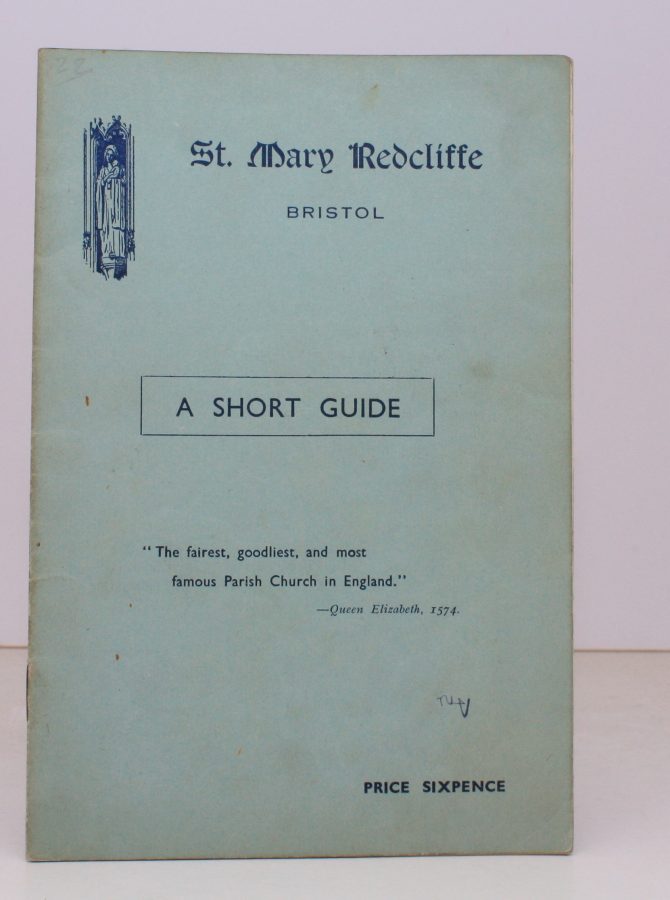 22
St. Mary Redcliffe
BRISTOL
A SHORT GUIDE
“The fairest, goodliest, and most
famous Parish Church in England.”
—Queen Elizabeth, 1574.
PRICE SIXPENCE